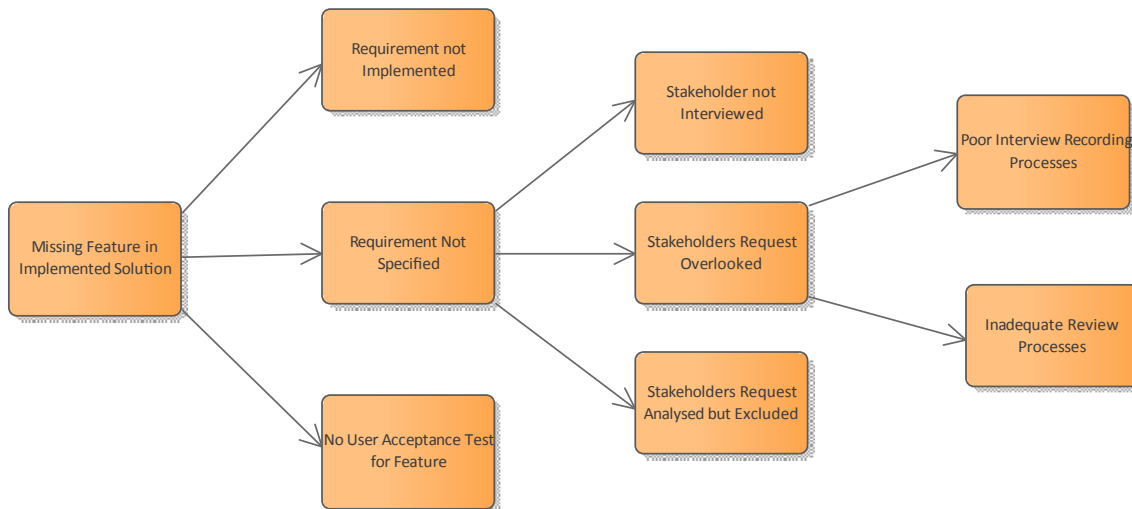 Missing Feature in
Implemented Solution
Requirement not
Implemented
Requirement Not
Specified
No User Acceptance Test
for Feature
Stakeholder not
Interviewed
Stakeholders Request
Overlooked
Stakeholders Request
Analysed but Excluded
Poor Interview Recording
Processes
Inadequate Review
Processes